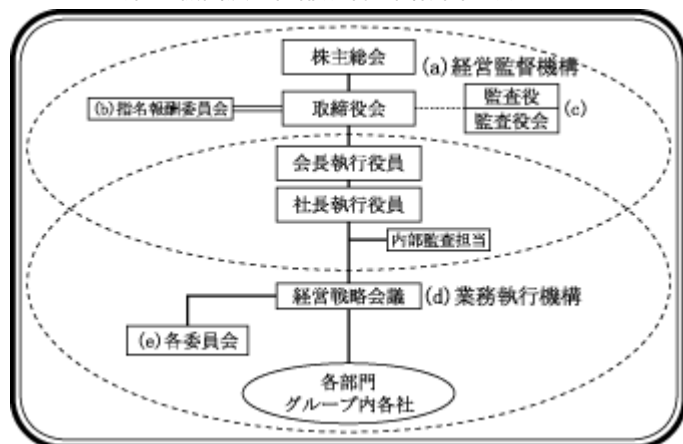 株主総会
(a)経営監督機構
(b)指名報酬委員会
取締役会
監査役
監査役会
(c)
会長執行役員
社長執行役員
内部監査担当
経営戦略会議
(d)業務執行機構
(e)各委員会
各部門
グループ内各社